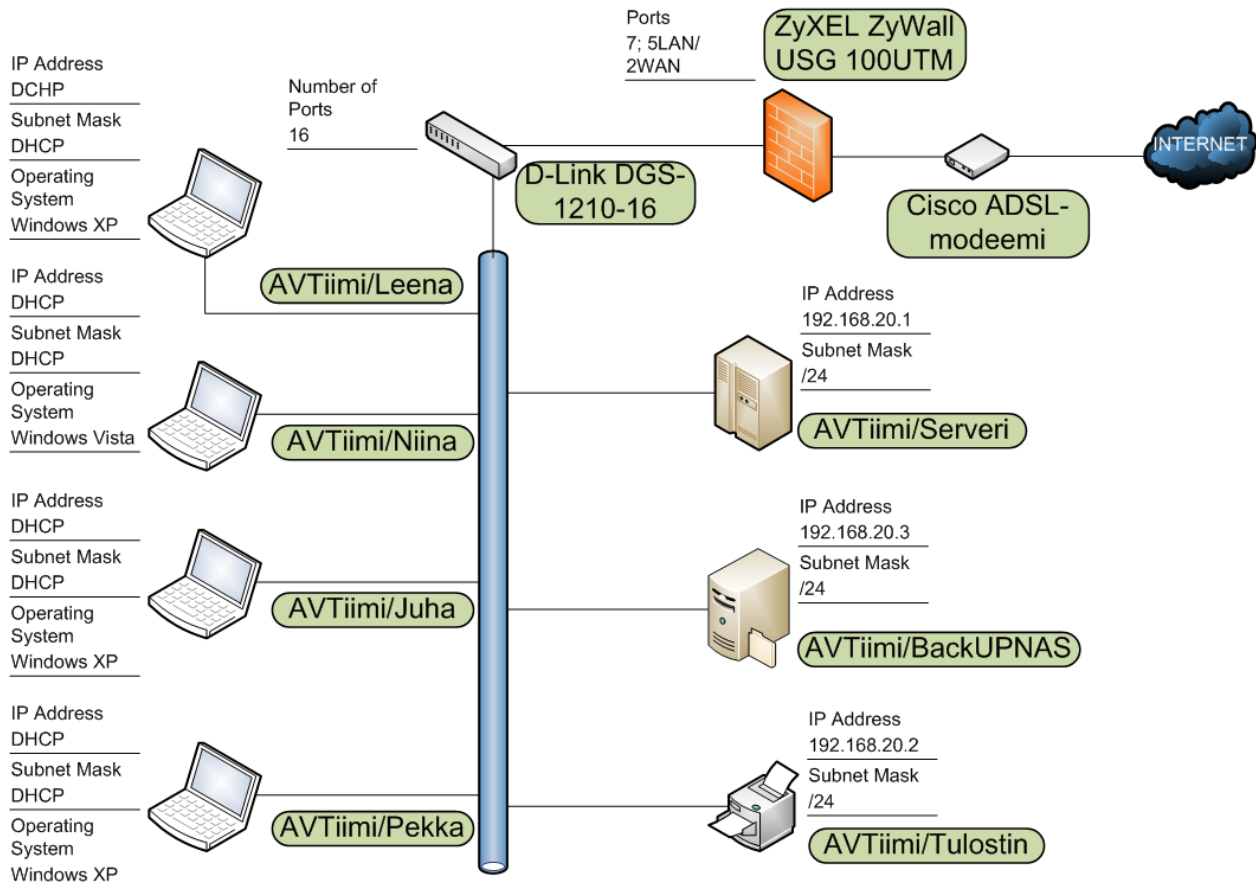 Ports
7; 5LAN/
2WAN
ZyXEL ZyWall
USG 100UTM
Number of
Ports
16
D-Link DGS-
1210-16
Cisco ADSL-
modeemi
INTERNET
IP Address
DCHP
Subnet Mask
DHCP
Operating
System
Windows XP
AVTiimi/Leena
IP Address
DHCP
Subnet Mask
DHCP
Operating
System
Windows Vista
AVTiimi/Niina
IP Address
DHCP
Subnet Mask
DHCP
Operating
System
Windows XP
AVTiimi/Juha
IP Address
DHCP
Subnet Mask
DHCP
Operating
System
Windows XP
AVTiimi/Pekka
IP Address
192.168.20.1
Subnet Mask
/24
AVTiimi/Serveri
IP Address
192.168.20.3
Subnet Mask
/24
AVTiimi/BackUPNAS
IP Address
192.168.20.2
Subnet Mask
/24
AVTiimi/Tulostin